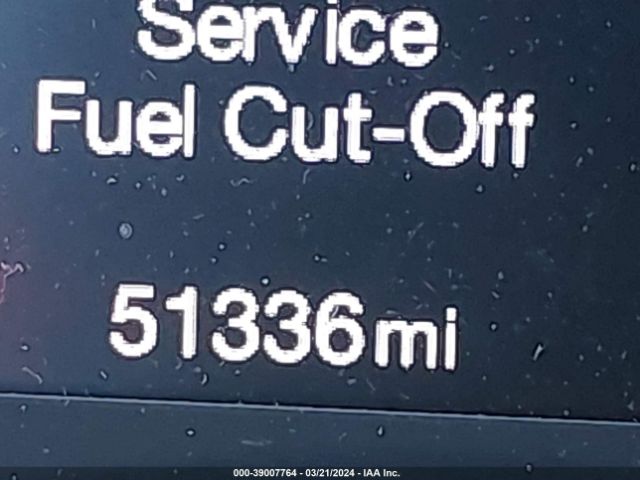 Service
Fuel Cut-Off
51336mi
000-39007764 - 03/21/2024 - IAA Inc.